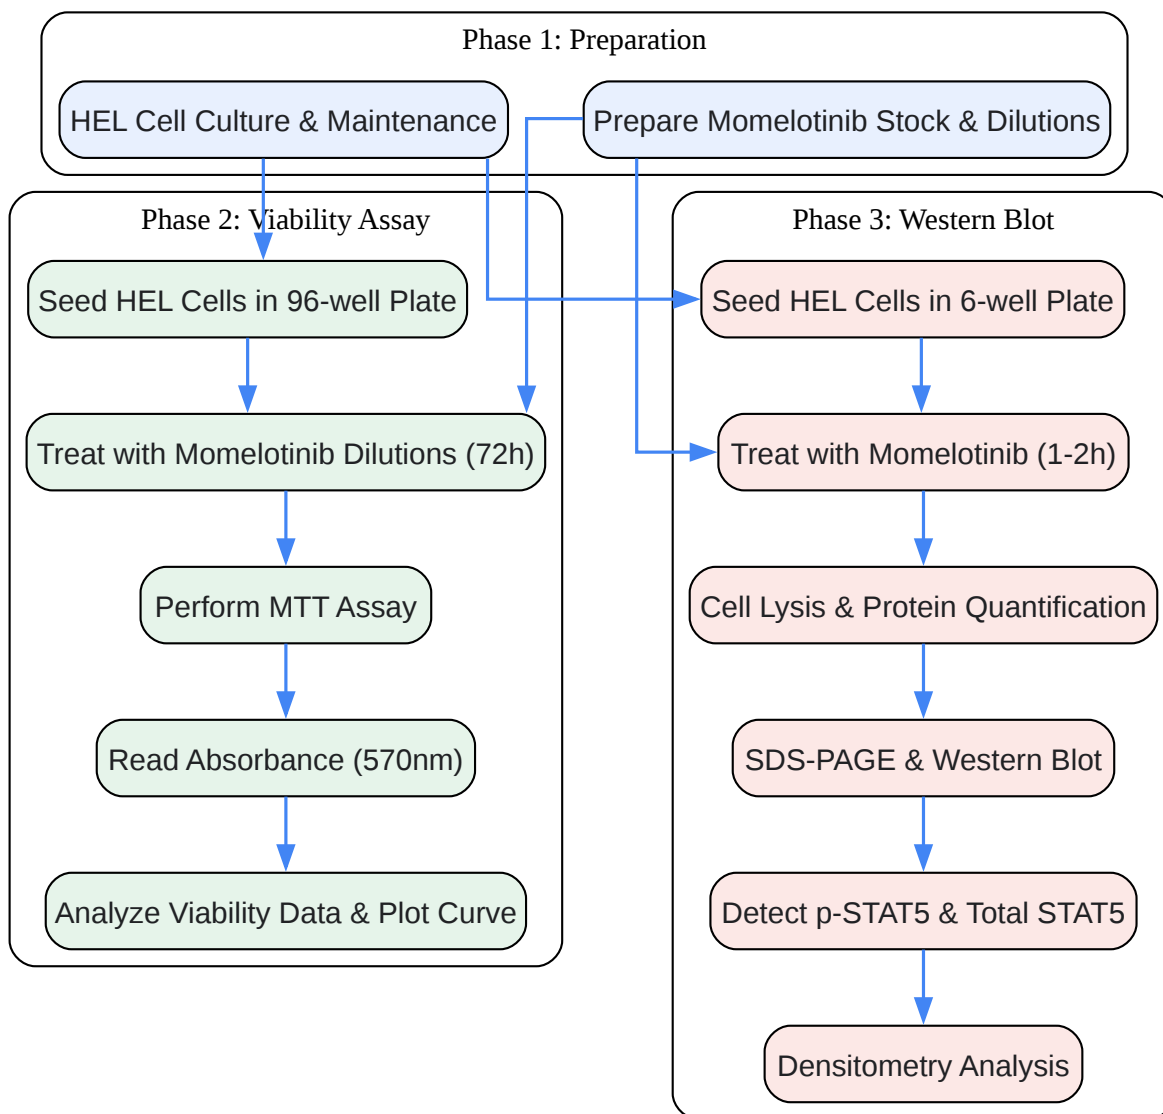 Phase 1: Preparation
HEL Cell Culture & Maintenance
Prepare Momelotinib Stock & Dilutions
Phase 2: Viability Assay
Seed HEL Cells in 96-well Plate
Treat with Momelotinib Dilutions (72h)
Perform MTT Assay
Read Absorbance (570nm)
Analyze Viability Data & Plot Curve
Phase 3: Western Blot
Seed HEL Cells in 6-well Plate
Treat with Momelotinib (1-2h)
Cell Lysis & Protein Quantification
SDS-PAGE & Western Blot
Detect p-STAT5 & Total STAT5
Densitometry Analysis